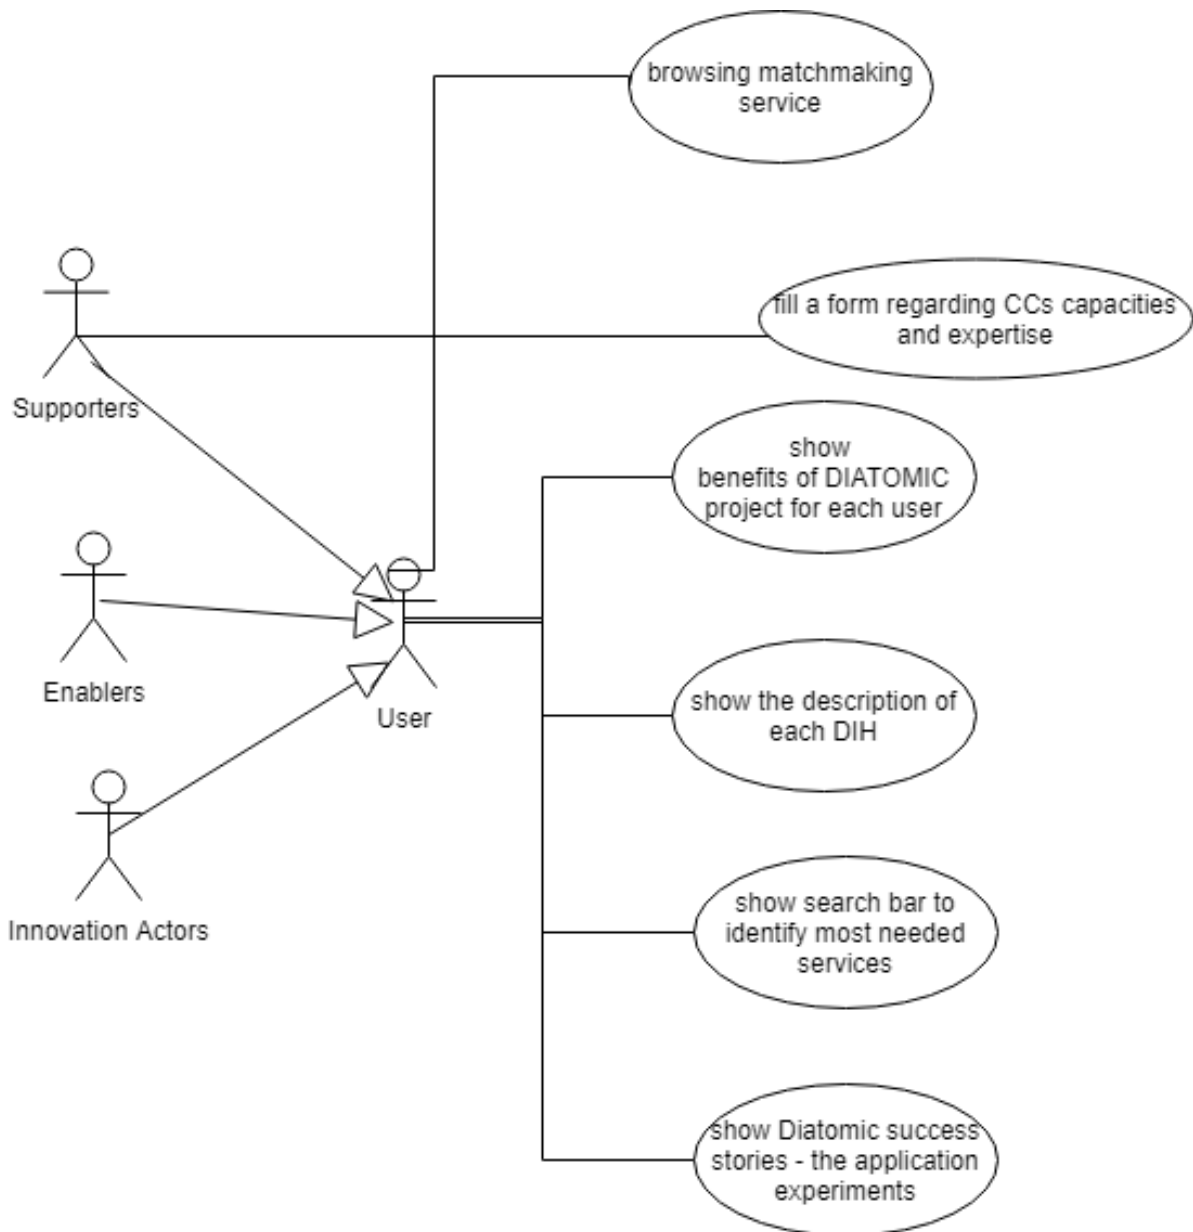 browsing matchmaking
service
fill a form regarding CCs capacities
and expertise
Supporters
show
benefits of DIATOMIC
project for each user
Enablers
User
show the description of
each DIH
Innovation Actors
show search bar to
identify most needed
services
show Diatomic success
stories - the application
experiments